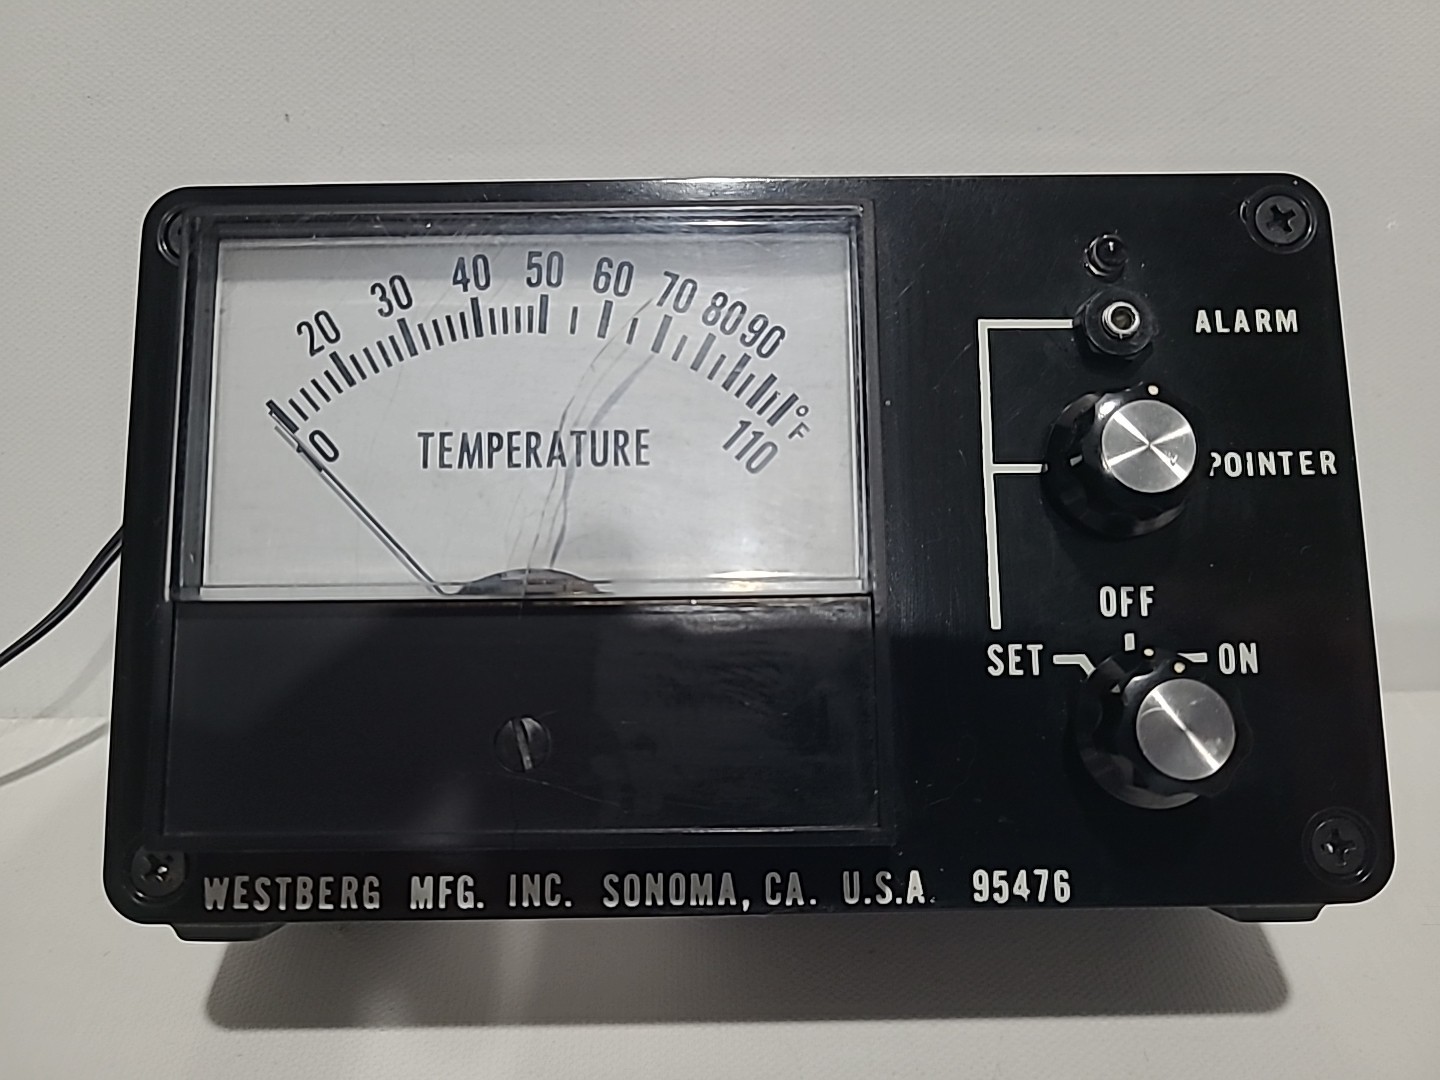 0 20 30 40 50 60 70 80 90 110 °F
TEMPERATURE
ALARM
POINTER
OFF
SET ON
WESTBERG MFG. INC. SONOMA, CA. U.S.A. 95476